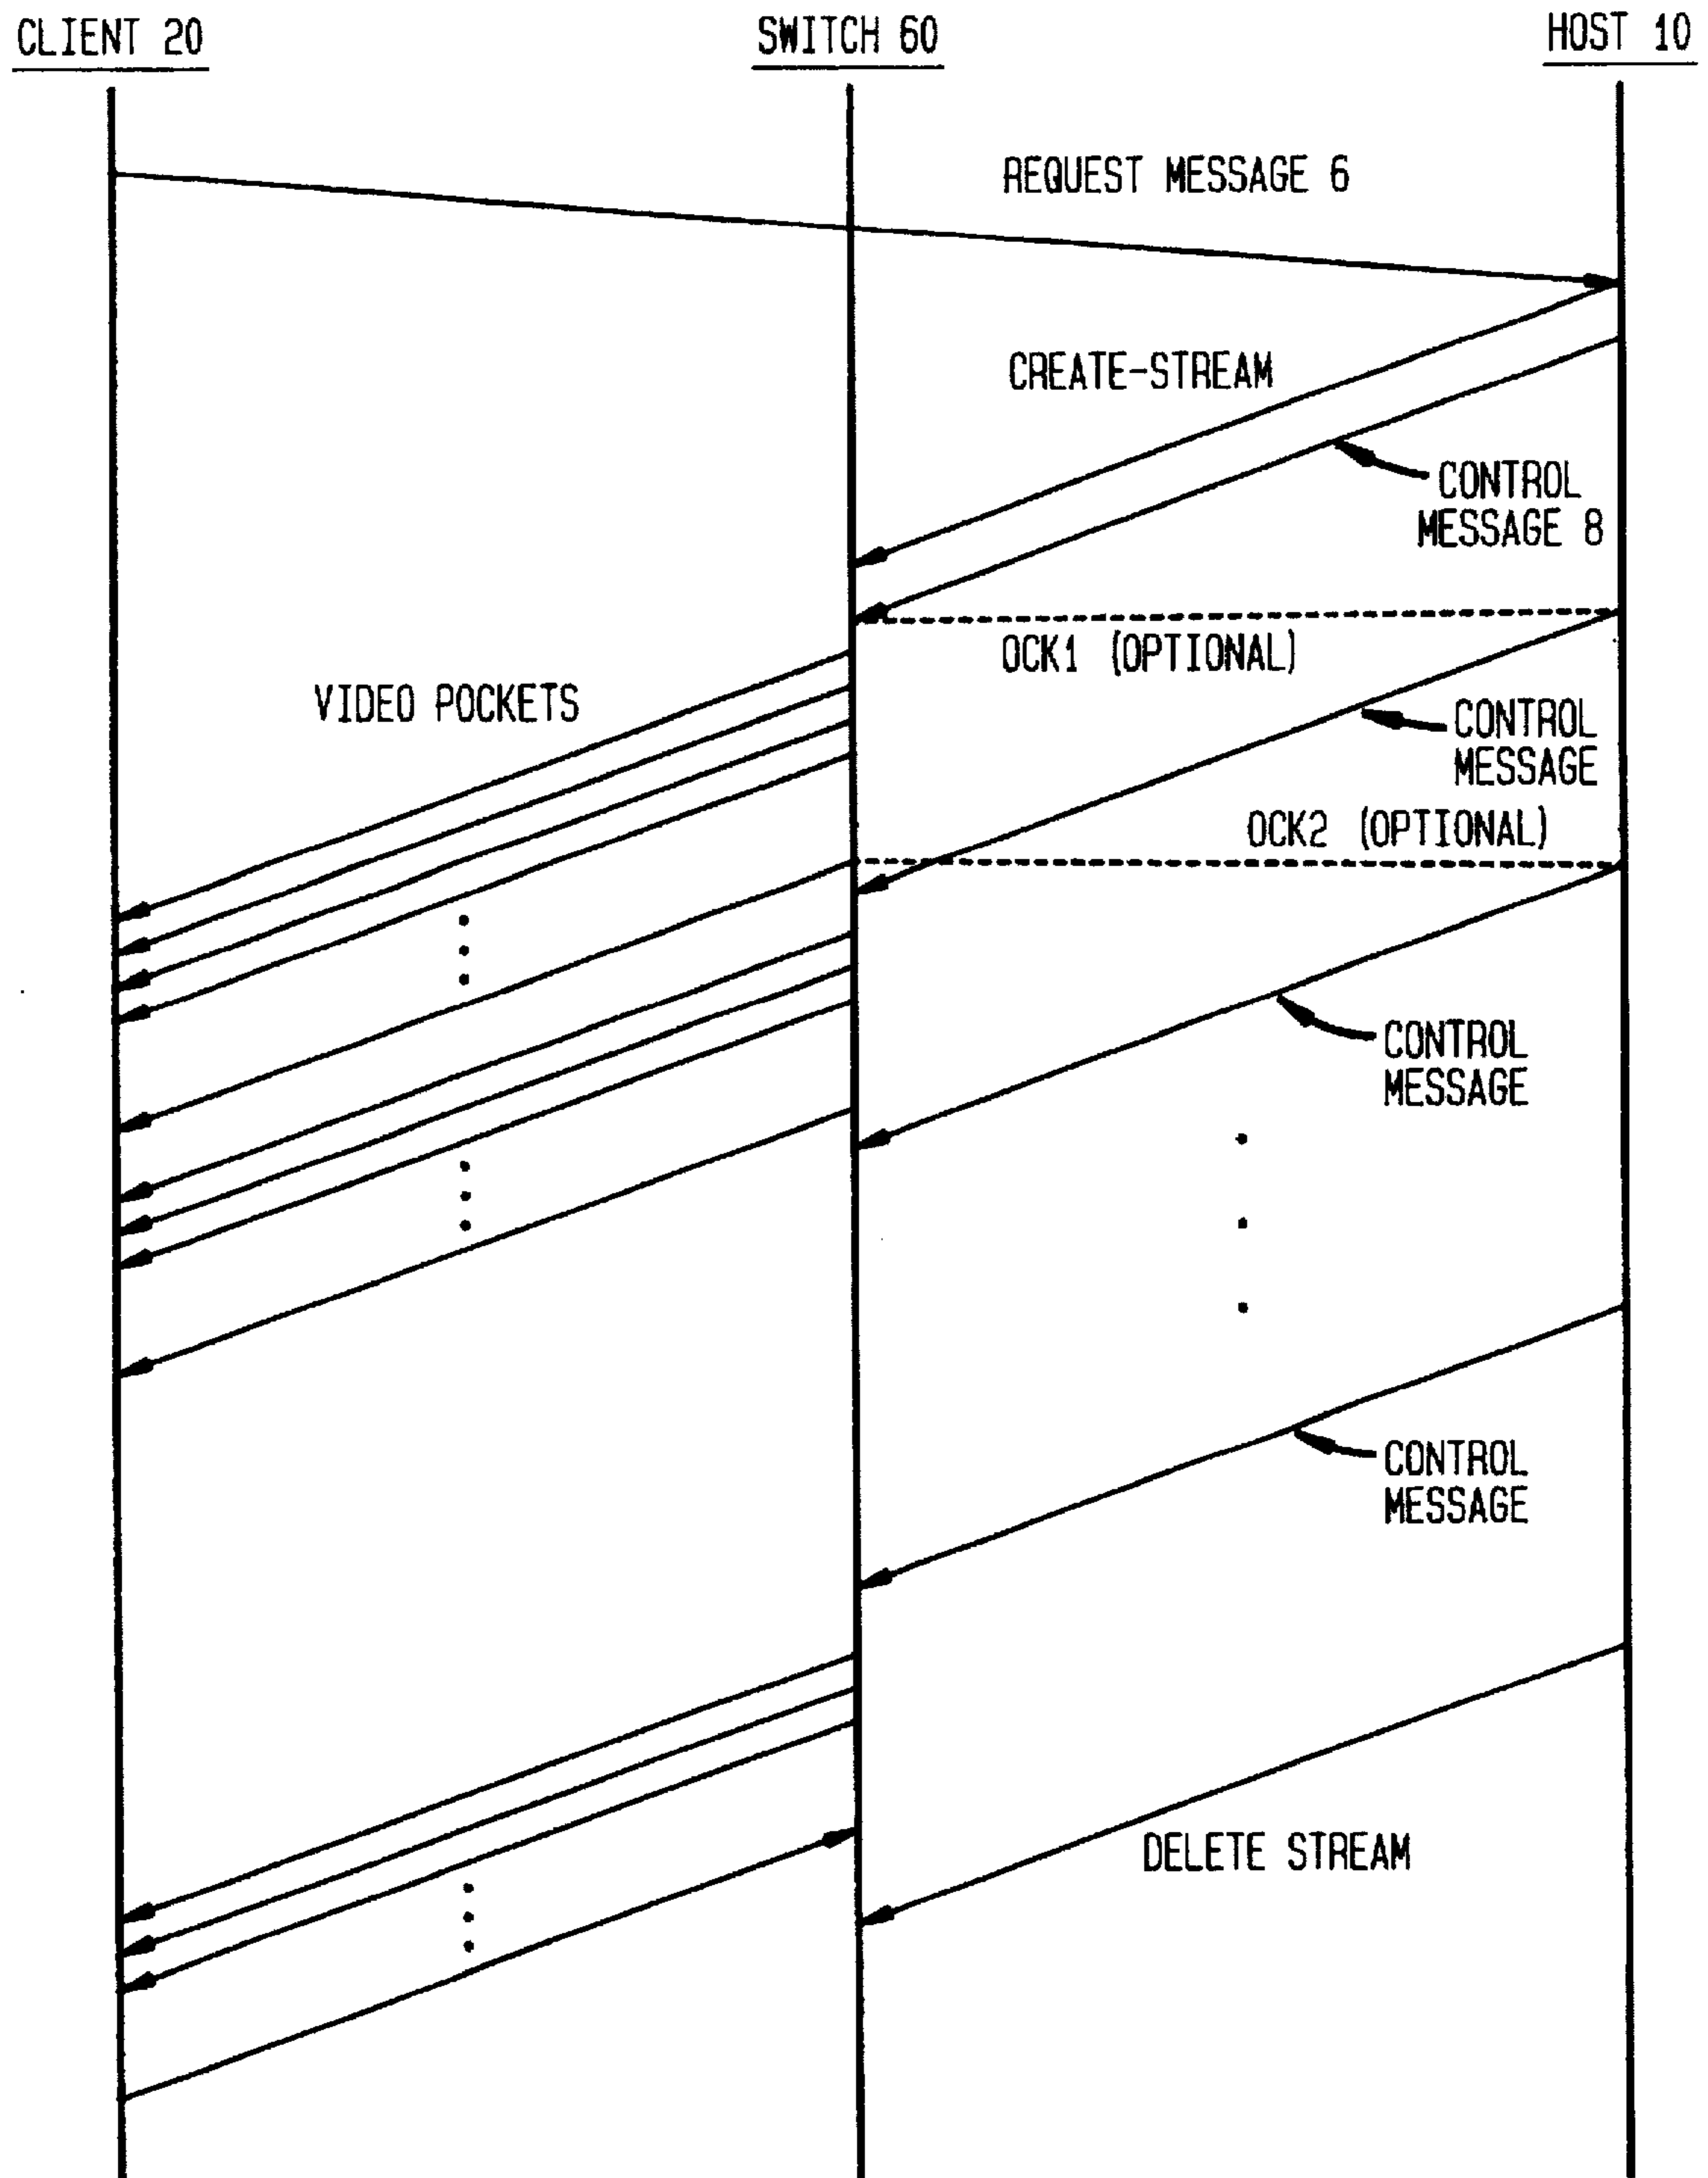 CLIENT 20
SWITCH 60
HOST 10
REQUEST MESSAGE 6
CREATE-STREAM
CONTROL
MESSAGE 8
OCK1 (OPTIONAL)
VIDEO POCKETS
CONTROL
MESSAGE
OCK2 (OPTIONAL)
CONTROL
MESSAGE
CONTROL
MESSAGE
DELETE STREAM